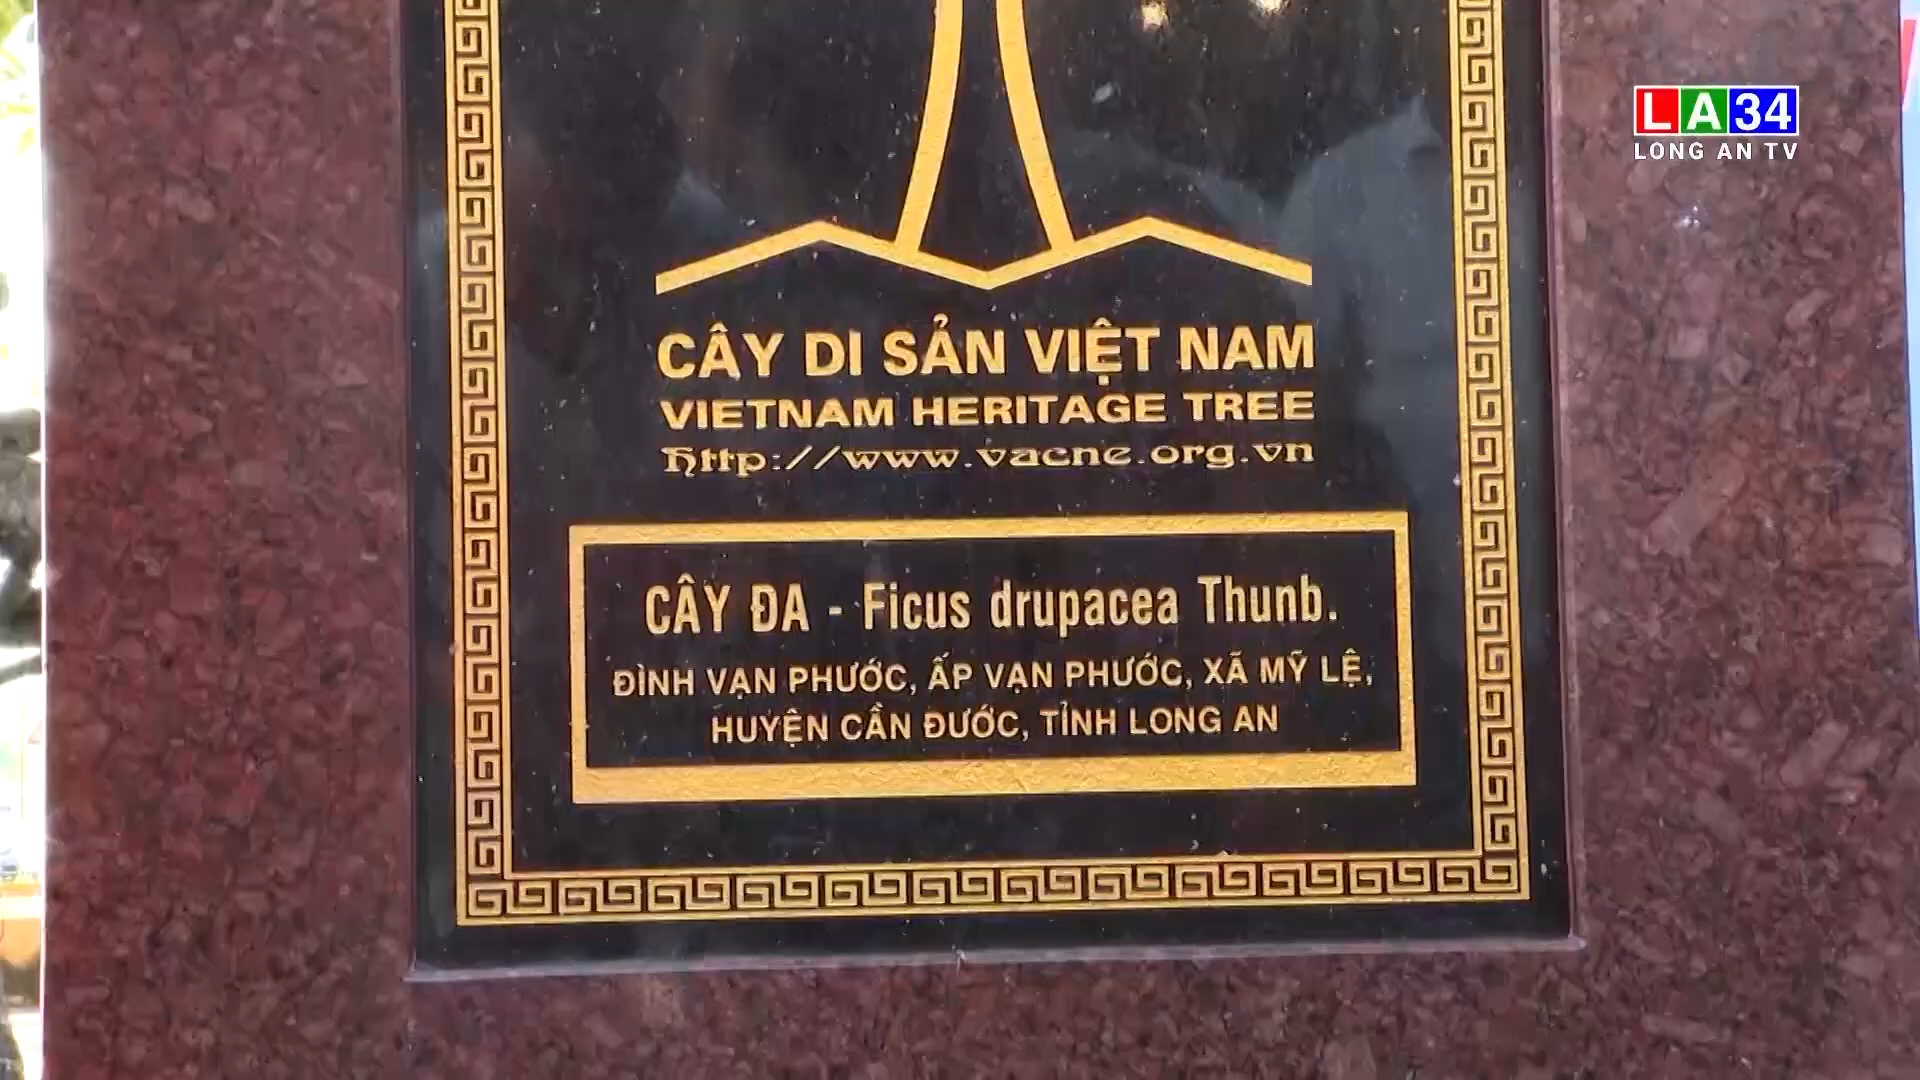 LA34
LONG AN TV
CÂY DI SẢN VIỆT NAM
VIETNAM HERITAGE TREE
http://www.vacne.org.vn
CÂY ĐA - Ficus drupacea Thunb.
ĐÌNH VẠN PHƯỚC, ẤP VẠN PHƯỚC, XÃ MỸ LỆ,
HUYỆN CẦN ĐƯỚC, TỈNH LONG AN